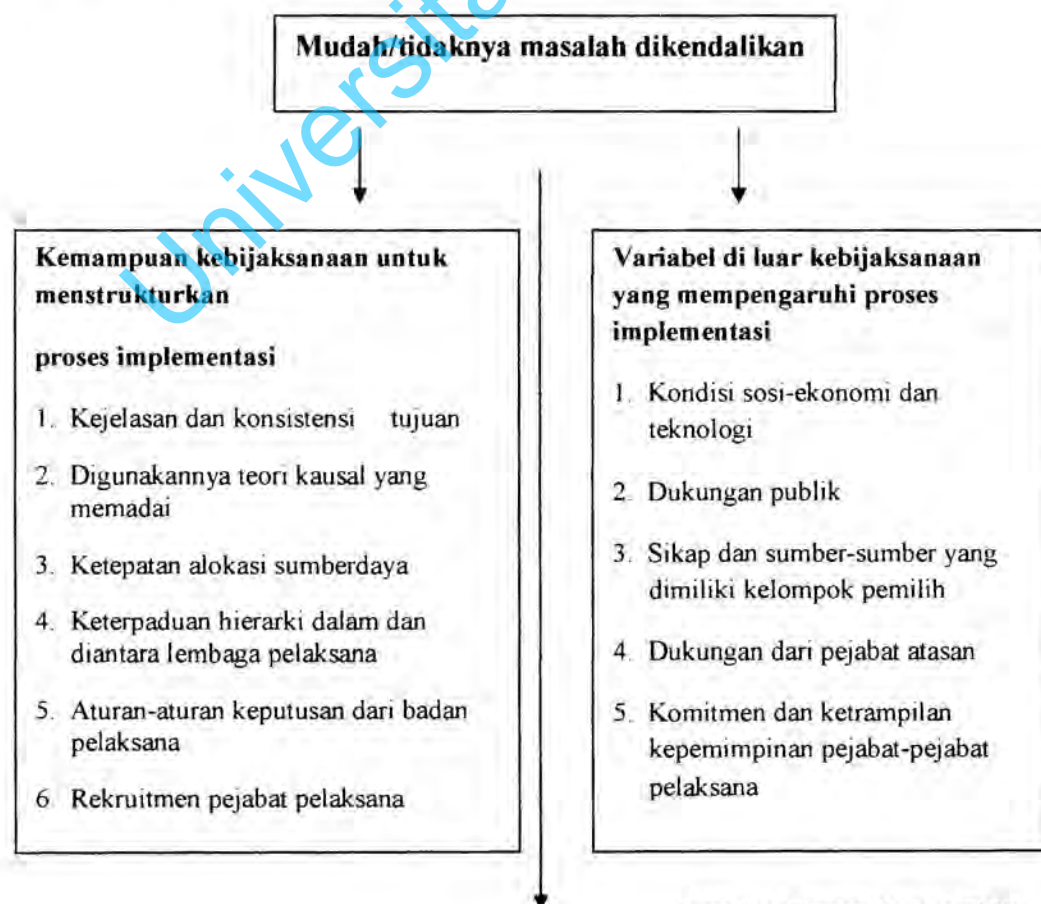 Mudah/tidaknya masalah dikendalikan
Kemampuan kebijaksanaan untuk
menstrukturkan
proses implementasi
1. Kejelasan dan konsistensi tujuan
2. Digunakannya teori kausal yang
memadai
3. Ketepatan alokasi sumberdaya
4. Keterpaduan hierarki dalam dan
diantara lembaga pelaksana
5. Aturan-aturan keputusan dari badan
pelaksana
6. Rekruitmen pejabat pelaksana
Variabel di luar kebijaksanaan
yang mempengaruhi proses
implementasi
1. Kondisi sosi-ekonomi dan
teknologi
2. Dukungan publik
3. Sikap dan sumber-sumber yang
dimiliki kelompok pemilih
4. Dukungan dari pejabat atasan
5. Komitmen dan ketrampilan
kepemimpinan pejabat-pejabat
pelaksana
Universita